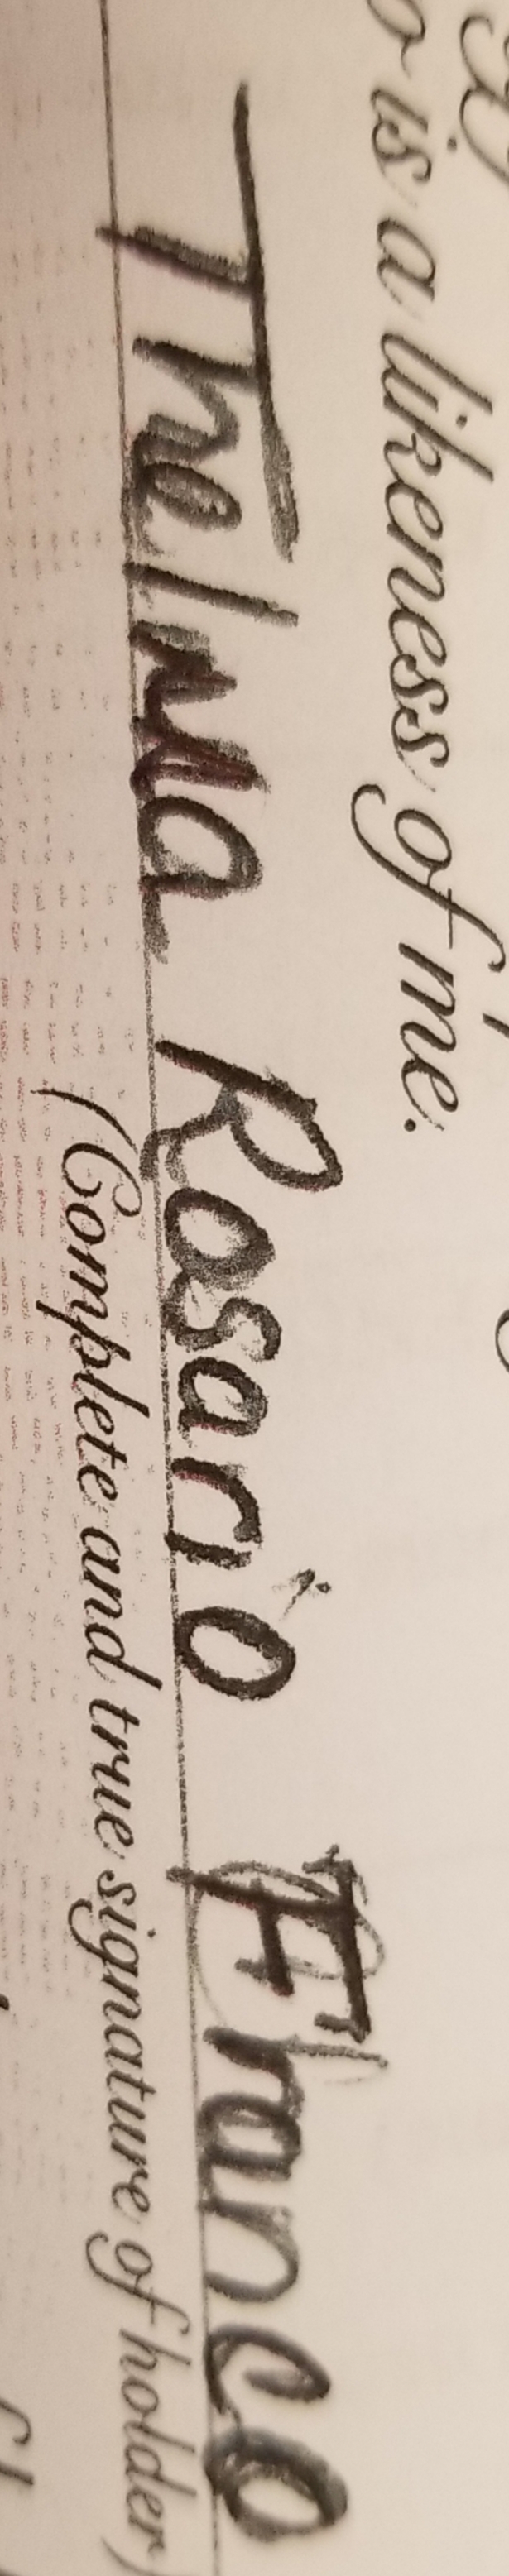 is a likeness of me.
Thelma Rosario Franco
(Complete and true signature of holder)